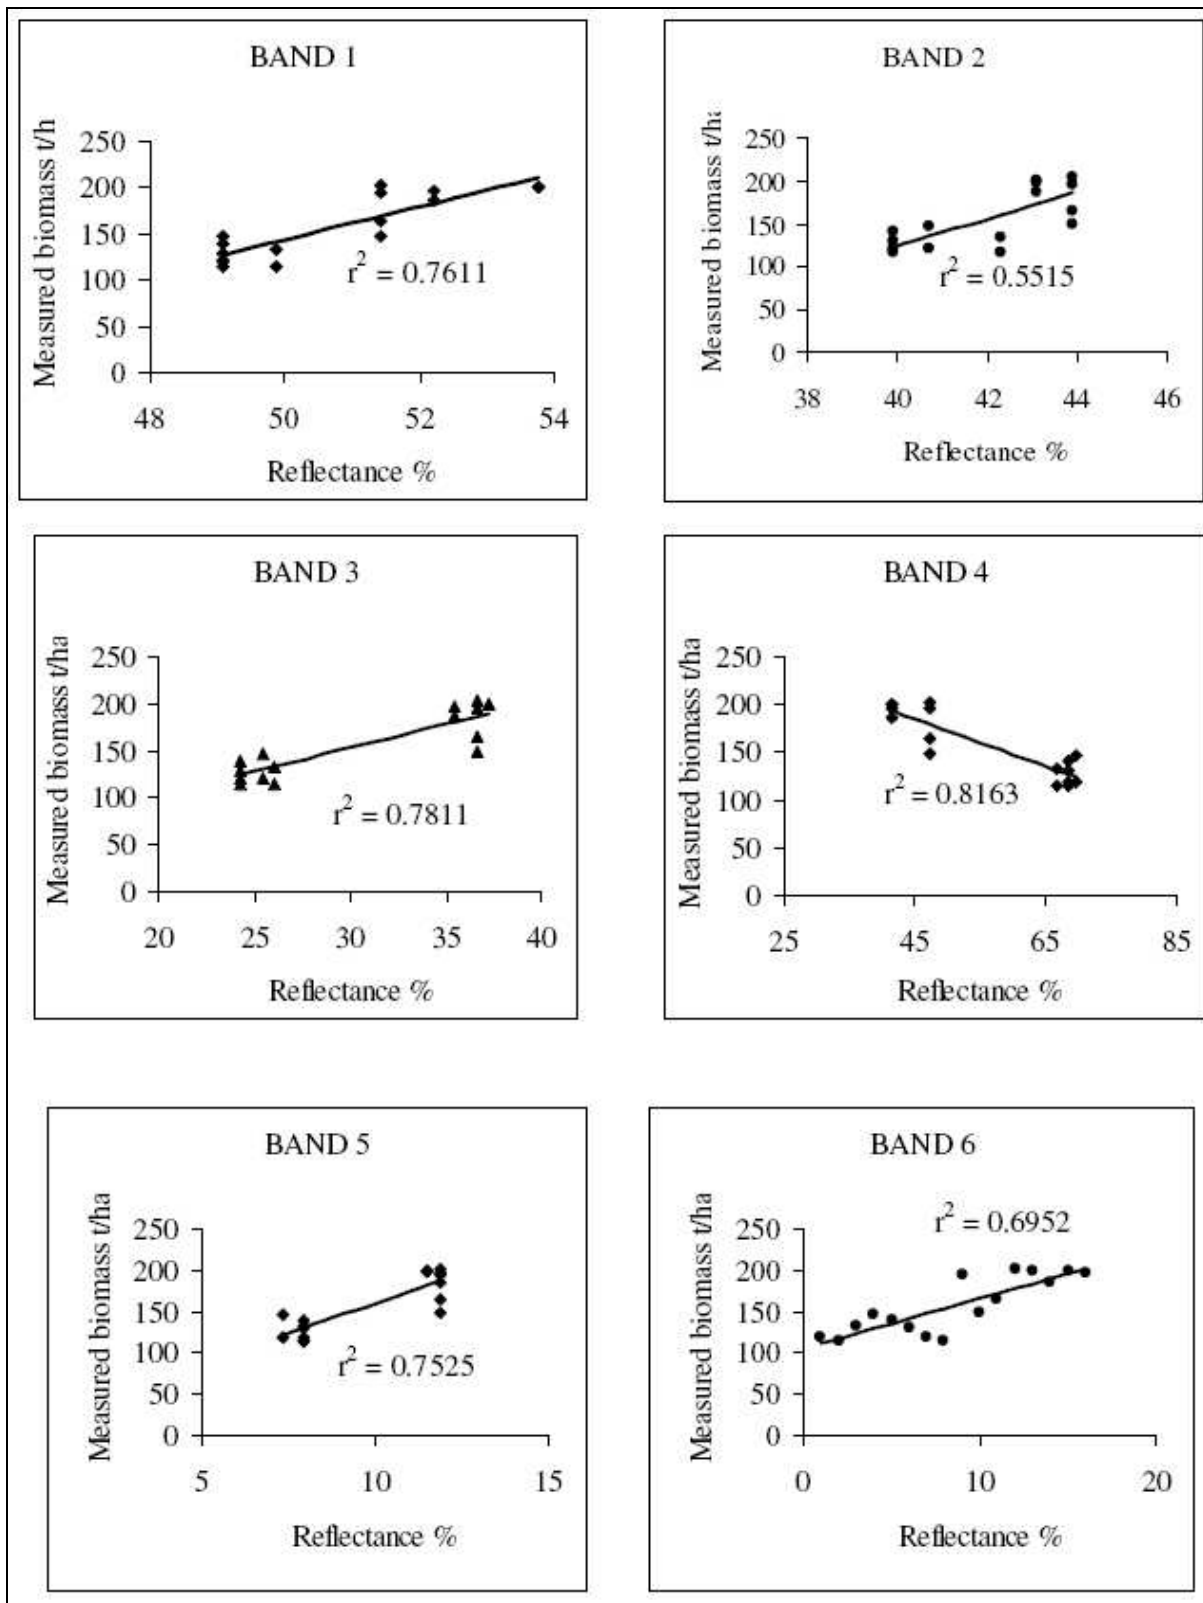 BAND 1
Measured biomass t/h
250
200
150
100
50
0
r² = 0.7611
48 50 52 54
Reflectance %
BAND 2
Measured biomass t/ha
250
200
150
100
50
0
r² = 0.5515
38 40 42 44 46
Reflectance %
BAND 3
Measured biomass t/ha
250
200
150
100
50
0
r² = 0.7811
20 25 30 35 40
Reflectance %
BAND 4
Measured biomass t/ha
250
200
150
100
50
0
r² = 0.8163
25 45 65 85
Reflectance %
BAND 5
Measured biomass t/ha
250
200
150
100
50
0
r² = 0.7525
5 10 15
Reflectance %
BAND 6
Measured biomass t/ha
r² = 0.6952
250
200
150
100
50
0
0 10 20
Reflectance %